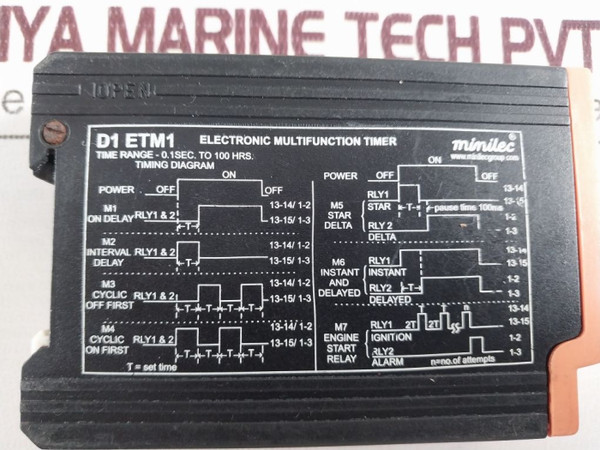 NYA MARINE TECH PVT
OPEN
D1 ETM1 ELECTRONIC MULTIFUNCTION TIMER minilec®
www.minilecgroup.com
TIME RANGE - 0.1SEC. TO 100 HRS.
TIMING DIAGRAM
POWER OFF ON OFF
M1
ON DELAY RLY1 & 2 T 13-14/ 1-2
13-15/ 1-3
M2
INTERVAL
DELAY RLY1 & 2 T 13-14/ 1-2
13-15/ 1-3
M3
CYCLIC
OFF FIRST RLY1 & 2 T T T T 13-14/ 1-2
13-15/ 1-3
M4
CYCLIC
ON FIRST RLY1 & 2 T T T T 13-14/ 1-2
13-15/ 1-3
T = set time
POWER OFF ON OFF
M5
STAR
DELTA
RLY1
STAR T pause time 100ms 13-14
13-15
RLY 2
DELTA 1-2
1-3
M6
INSTANT
AND
DELAYED
RLY1
INSTANT 13-14
13-15
RLY2 T
DELAYED 1-2
1-3
M7
ENGINE
START
RELAY
RLY1 2T T 2T T n
IGNITION 13-14
13-15
RLY2
ALARM n=no.of attempts 1-2
1-3